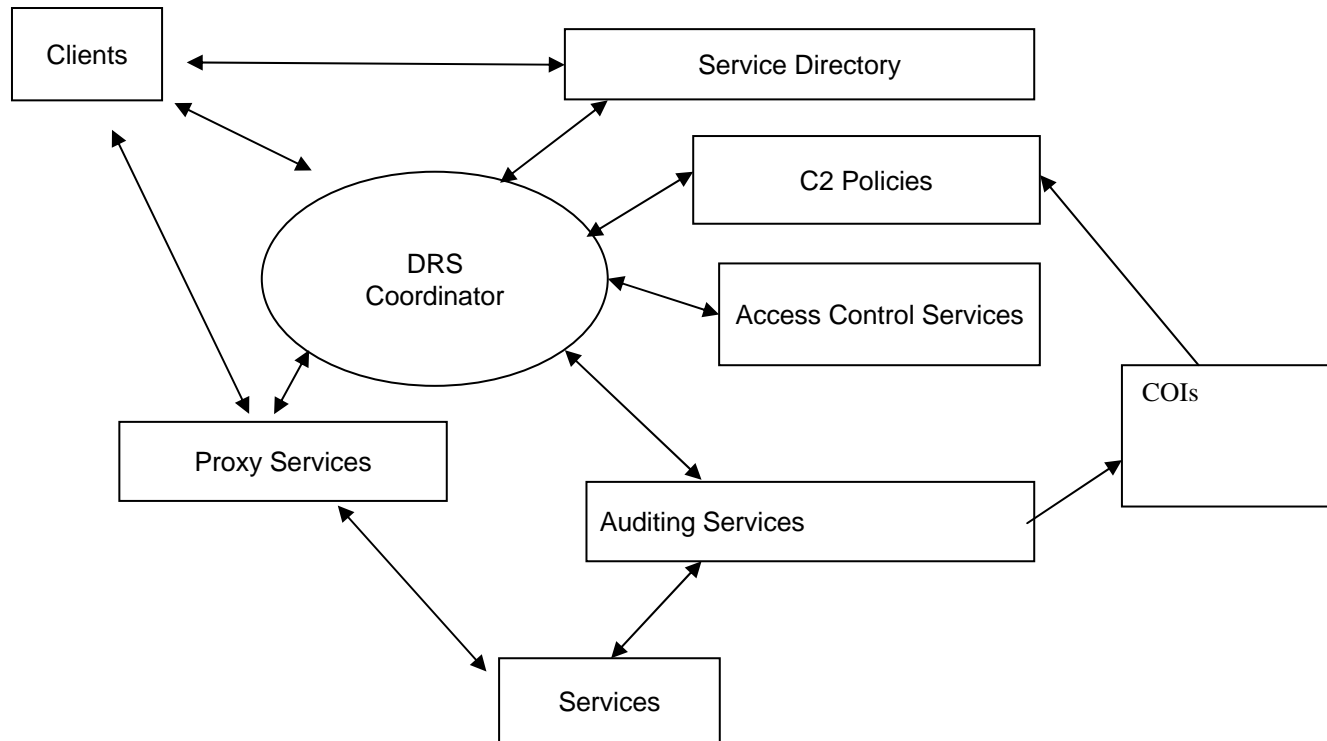 Clients
Service Directory
C2 Policies
DRS
Coordinator
Access Control Services
COIs
Proxy Services
Auditing Services
Services